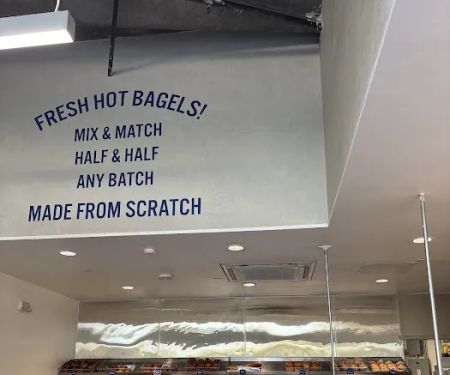 FRESH HOT BAGELS!
MIX & MATCH
HALF & HALF
ANY BATCH
MADE FROM SCRATCH